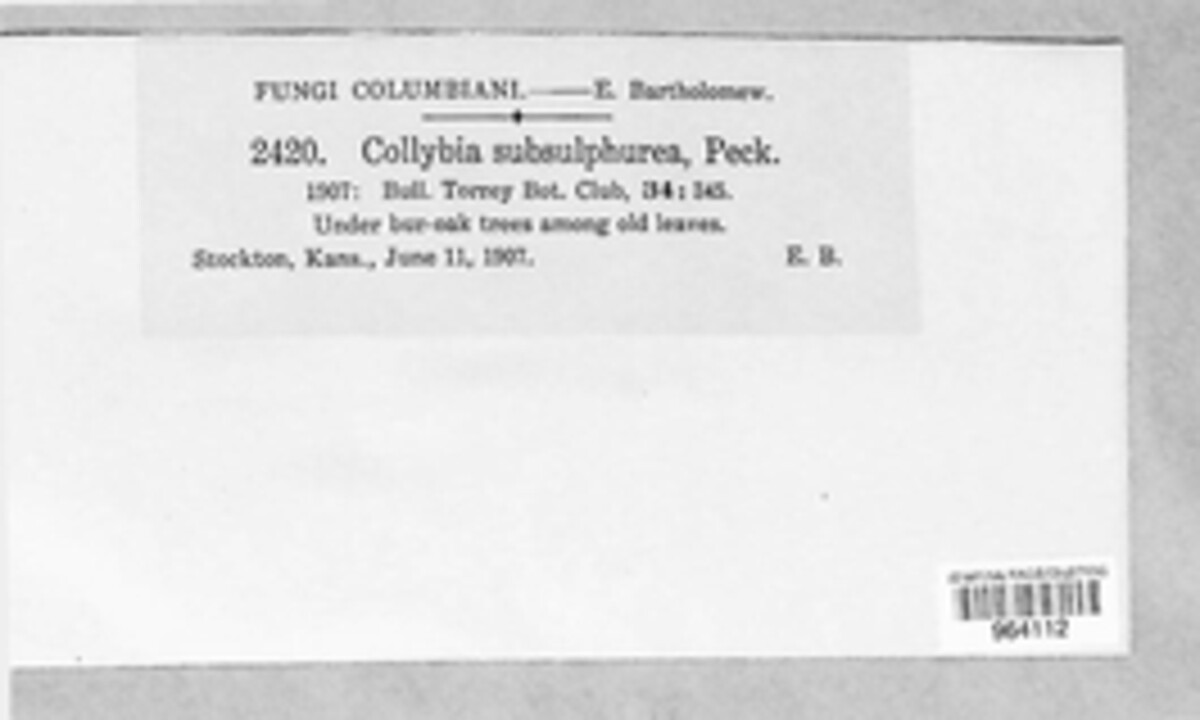 FUNGI COLUMBIANI.——E. Bartholomew.
2420. Collybia subsulphurea, Peck.
1907: Bull. Torrey Bot. Club, 34: 345.
Under bur-oak trees among old leaves.
Stockton, Kans., June 11, 1907. E. B.
964112